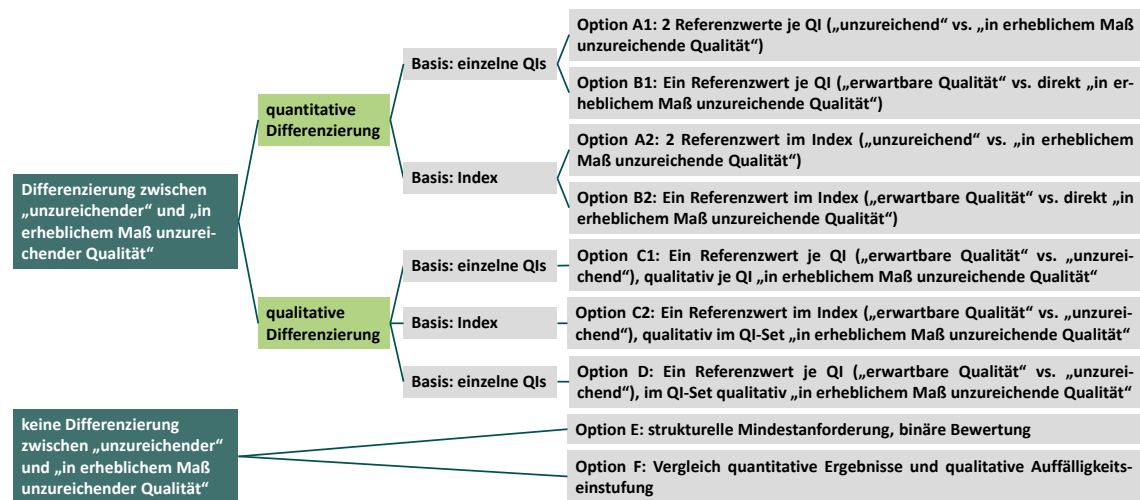 Differenzierung zwischen
„unzureichender“ und „in
erheblichem Maß unzurei-
chender Qualität“
quantitative
Differenzierung
Basis: einzelne QIs
Option A1: 2 Referenzwerte je QI („unzureichend“ vs. „in erheblichem Maß
unzureichende Qualität“)
Option B1: Ein Referenzwert je QI („erwartbare Qualität“ vs. direkt „in er-
heblichem Maß unzureichende Qualität“)
Basis: Index
Option A2: 2 Referenzwert im Index („unzureichend“ vs. „in erheblichem
Maß unzureichende Qualität“)
Option B2: Ein Referenzwert im Index („erwartbare Qualität“ vs. direkt „in
erheblichem Maß unzureichende Qualität“)
qualitative
Differenzierung
Basis: einzelne QIs
Option C1: Ein Referenzwert je QI („erwartbare Qualität“ vs. „unzurei-
chend“), qualitativ je QI „in erheblichem Maß unzureichende Qualität“
Basis: Index
Option C2: Ein Referenzwert im Index („erwartbare Qualität“ vs. „unzurei-
chend“), qualitativ im QI-Set „in erheblichem Maß unzureichende Qualität“
Basis: einzelne QIs
Option D: Ein Referenzwert je QI („erwartbare Qualität“ vs. „unzurei-
chend“), im QI-Set qualitativ „in erheblichem Maß unzureichende Qualität“
keine Differenzierung
zwischen „unzureichender“
und „in erheblichem Maß
unzureichender Qualität“
Option E: strukturelle Mindestanforderung, binäre Bewertung
Option F: Vergleich quantitative Ergebnisse und qualitative Auffälligkeits-
einstufung